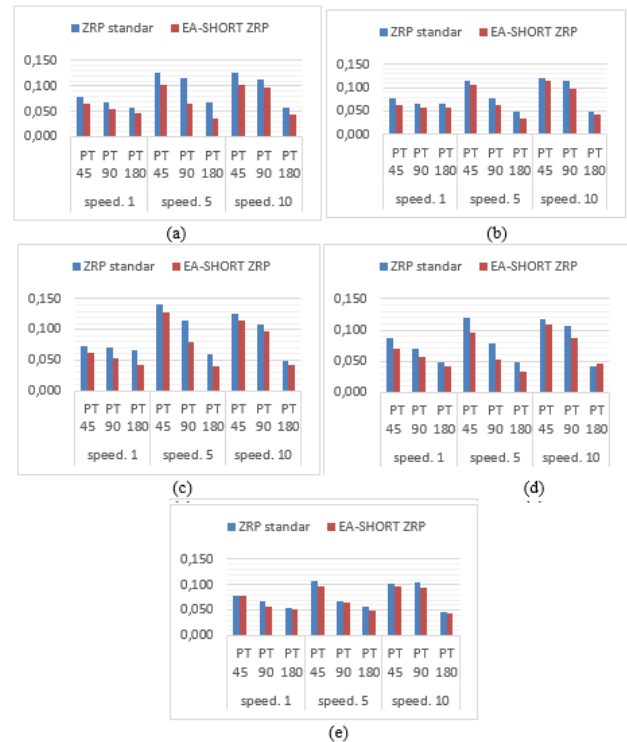 ZRP standar EA-SHORT ZRP
0,150
0,100
0,050
0,000
PT PT PT PT PT PT PT PT PT
45 90 180 45 90 180 45 90 180
speed. 1 speed. 5 speed. 10
(a)
ZRP standar EA-SHORT ZRP
0,150
0,100
0,050
0,000
PT PT PT PT PT PT PT PT PT
45 90 180 45 90 180 45 90 180
speed. 1 speed. 5 speed. 10
(b)
ZRP standar EA-SHORT ZRP
0,150
0,100
0,050
0,000
PT PT PT PT PT PT PT PT PT
45 90 180 45 90 180 45 90 180
speed. 1 speed. 5 speed. 10
(c)
ZRP standar EA-SHORT ZRP
0,150
0,100
0,050
0,000
PT PT PT PT PT PT PT PT PT
45 90 180 45 90 180 45 90 180
speed. 1 speed. 5 speed. 10
(d)
ZRP standar EA-SHORT ZRP
0,150
0,100
0,050
0,000
PT PT PT PT PT PT PT PT PT
45 90 180 45 90 180 45 90 180
speed. 1 speed. 5 speed. 10
(e)